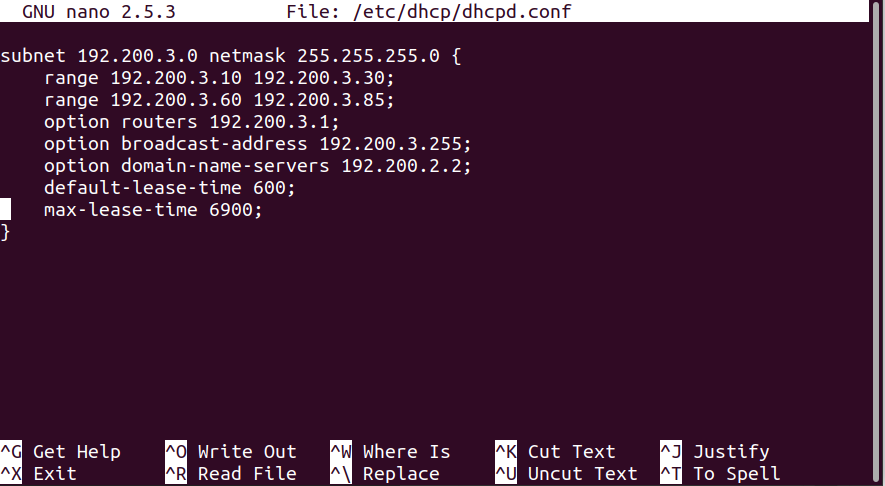 GNU nano 2.5.3 File: /etc/dhcp/dhcpd.conf
subnet 192.200.3.0 netmask 255.255.255.0 {
range 192.200.3.10 192.200.3.30;
range 192.200.3.60 192.200.3.85;
option routers 192.200.3.1;
option broadcast-address 192.200.3.255;
option domain-name-servers 192.200.2.2;
default-lease-time 600;
max-lease-time 6900;
}
^G Get Help ^O Write Out ^W Where Is ^K Cut Text ^J Justify
^X Exit ^R Read File ^\ Replace ^U Uncut Text ^T To Spell